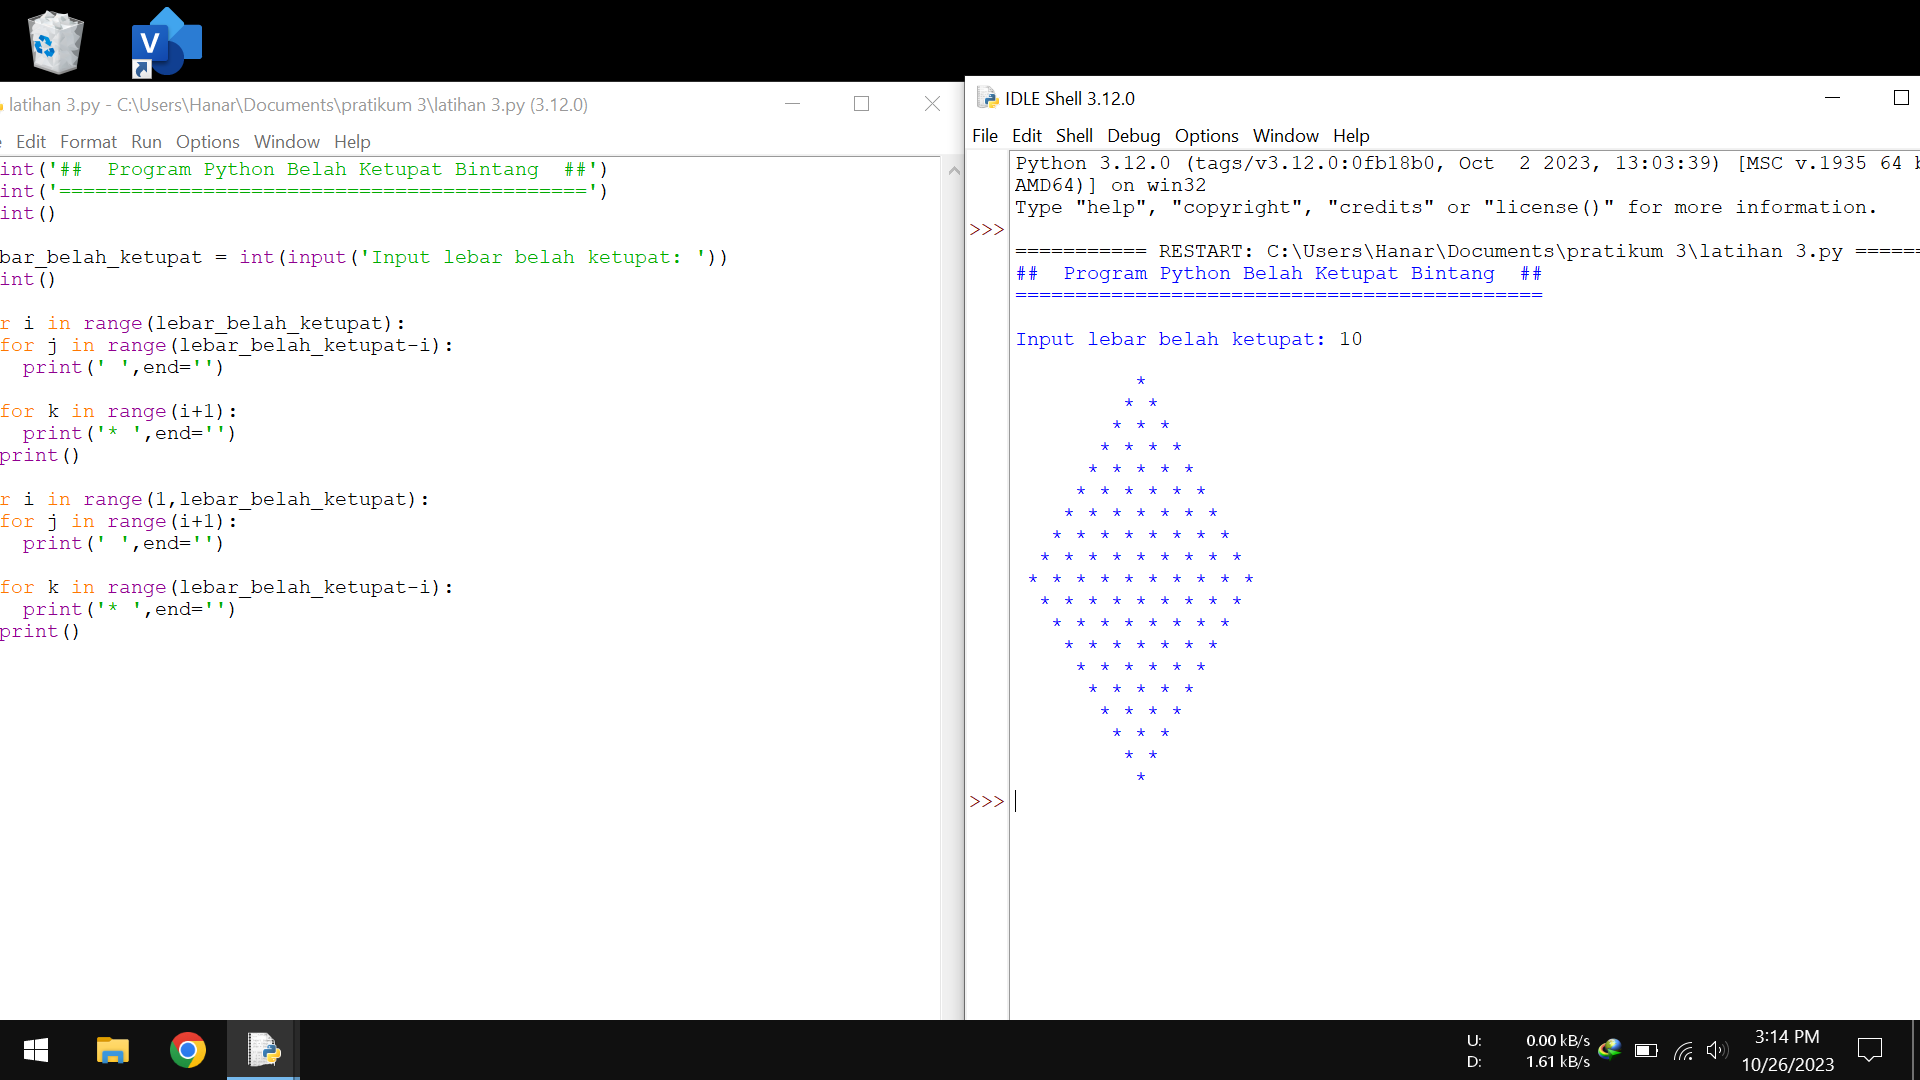 V
latihan 3.py - C:\Users\Hanar\Documents\pratikum 3\latihan 3.py (3.12.0)
Edit Format Run Options Window Help
int('##  Program Python Belah Ketupat Bintang  ##')
int('============================================')
int()
bar_belah_ketupat = int(input('Input lebar belah ketupat: '))
int()
r i in range(lebar_belah_ketupat):
for j in range(lebar_belah_ketupat-i):
  print(' ',end='')
for k in range(i+1):
  print('* ',end='')
print()
r i in range(1,lebar_belah_ketupat):
for j in range(i+1):
  print(' ',end='')
for k in range(lebar_belah_ketupat-i):
  print('* ',end='')
print()
IDLE Shell 3.12.0
File Edit Shell Debug Options Window Help
Python 3.12.0 (tags/v3.12.0:0fb18b0, Oct  2 2023, 13:03:39) [MSC v.1935 64 b
AMD64)] on win32
Type "help", "copyright", "credits" or "license()" for more information.
>>>
=========== RESTART: C:\Users\Hanar\Documents\pratikum 3\latihan 3.py ======
##  Program Python Belah Ketupat Bintang  ##
============================================
Input lebar belah ketupat: 10
          *
         * *
        * * *
       * * * *
      * * * * *
     * * * * * *
    * * * * * * *
   * * * * * * * *
  * * * * * * * * *
 * * * * * * * * * *
  * * * * * * * * *
   * * * * * * * *
    * * * * * * *
     * * * * * *
      * * * * *
       * * * *
        * * *
         * *
          *
>>>
U: 0.00 kB/s
D: 1.61 kB/s
3:14 PM
10/26/2023